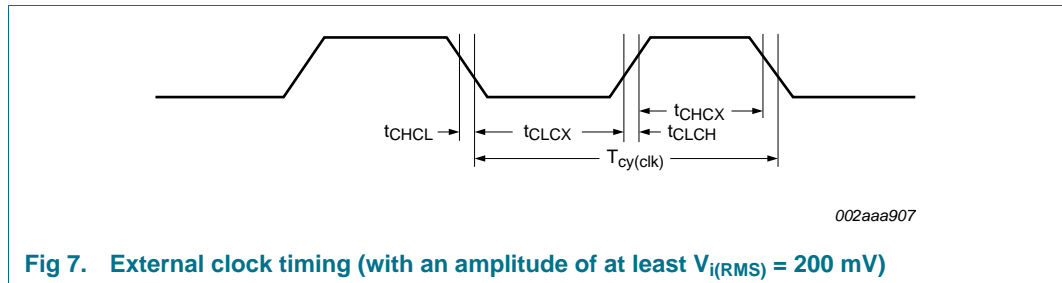 tCHCX
tCHCL tCLCX tCLCH
Tcy(clk)
002aaa907
Fig 7. External clock timing (with an amplitude of at least Vi(RMS) = 200 mV)